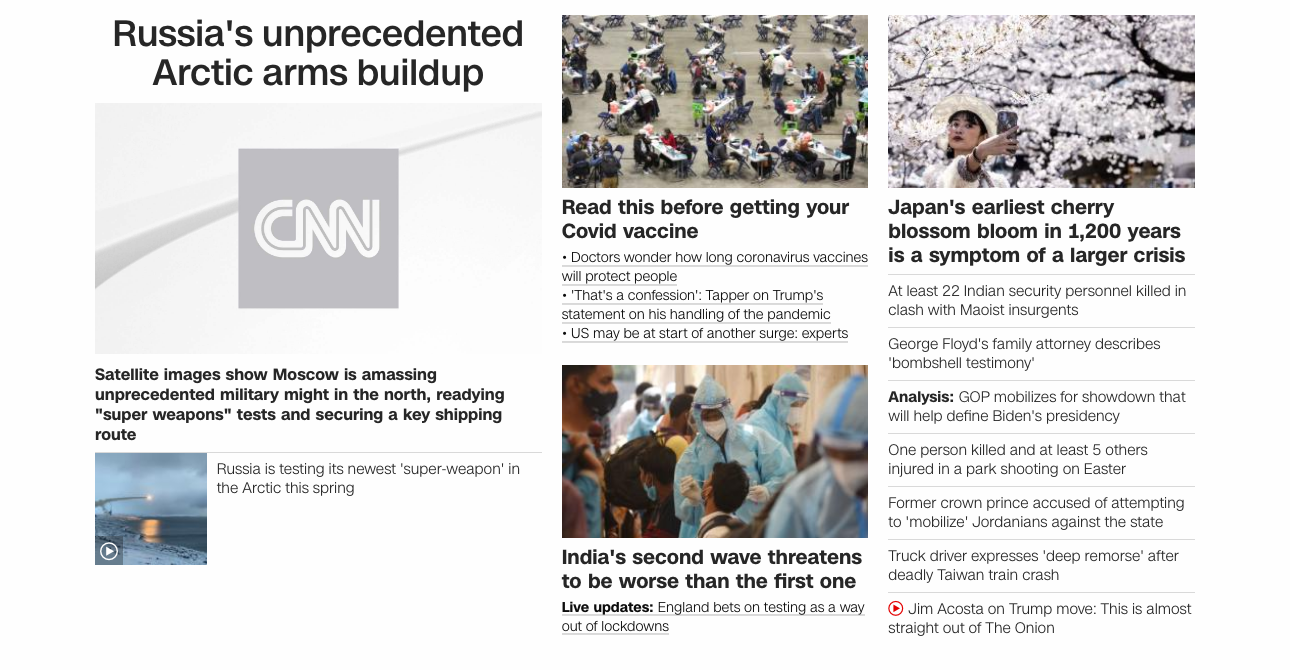 Russia's unprecedented
Arctic arms buildup
CNN
Satellite images show Moscow is amassing
unprecedented military might in the north, readying
"super weapons" tests and securing a key shipping
route
Russia is testing its newest 'super-weapon' in
the Arctic this spring
Read this before getting your
Covid vaccine
• Doctors wonder how long coronavirus vaccines
will protect people
• 'That's a confession': Tapper on Trump's
statement on his handling of the pandemic
• US may be at start of another surge: experts
India's second wave threatens
to be worse than the first one
Live updates: England bets on testing as a way
out of lockdowns
Japan's earliest cherry
blossom bloom in 1,200 years
is a symptom of a larger crisis
At least 22 Indian security personnel killed in
clash with Maoist insurgents
George Floyd's family attorney describes
'bombshell testimony'
Analysis: GOP mobilizes for showdown that
will help define Biden's presidency
One person killed and at least 5 others
injured in a park shooting on Easter
Former crown prince accused of attempting
to 'mobilize' Jordanians against the state
Truck driver expresses 'deep remorse' after
deadly Taiwan train crash
Jim Acosta on Trump move: This is almost
straight out of The Onion